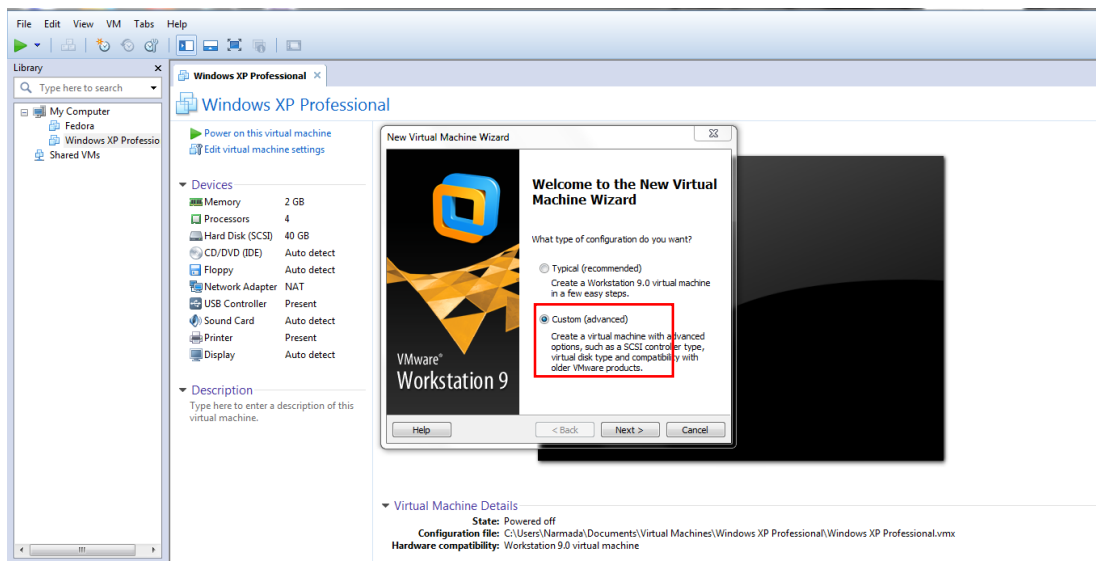 File Edit View VM Tabs Help
Library x
Type here to search
My Computer
Fedora
Windows XP Professio
Shared VMs
Windows XP Professional ×
Windows XP Professional
Power on this virtual machine
Edit virtual machine settings
Devices
Memory 2 GB
Processors 4
Hard Disk (SCSI) 40 GB
CD/DVD (IDE) Auto detect
Floppy Auto detect
Network Adapter NAT
USB Controller Present
Sound Card Auto detect
Printer Present
Display Auto detect
Description
Type here to enter a description of this
virtual machine.
New Virtual Machine Wizard
VMware®
Workstation 9
Welcome to the New Virtual
Machine Wizard
What type of configuration do you want?
Typical (recommended)
Create a Workstation 9.0 virtual machine
in a few easy steps.
Custom (advanced)
Create a virtual machine with advanced
options, such as a SCSI controller type,
virtual disk type and compatibility with
older VMware products.
Help < Back Next > Cancel
Virtual Machine Details
State: Powered off
Configuration file: C:\Users\Narmada\Documents\Virtual Machines\Windows XP Professional\Windows XP Professional.vmx
Hardware compatibility: Workstation 9.0 virtual machine